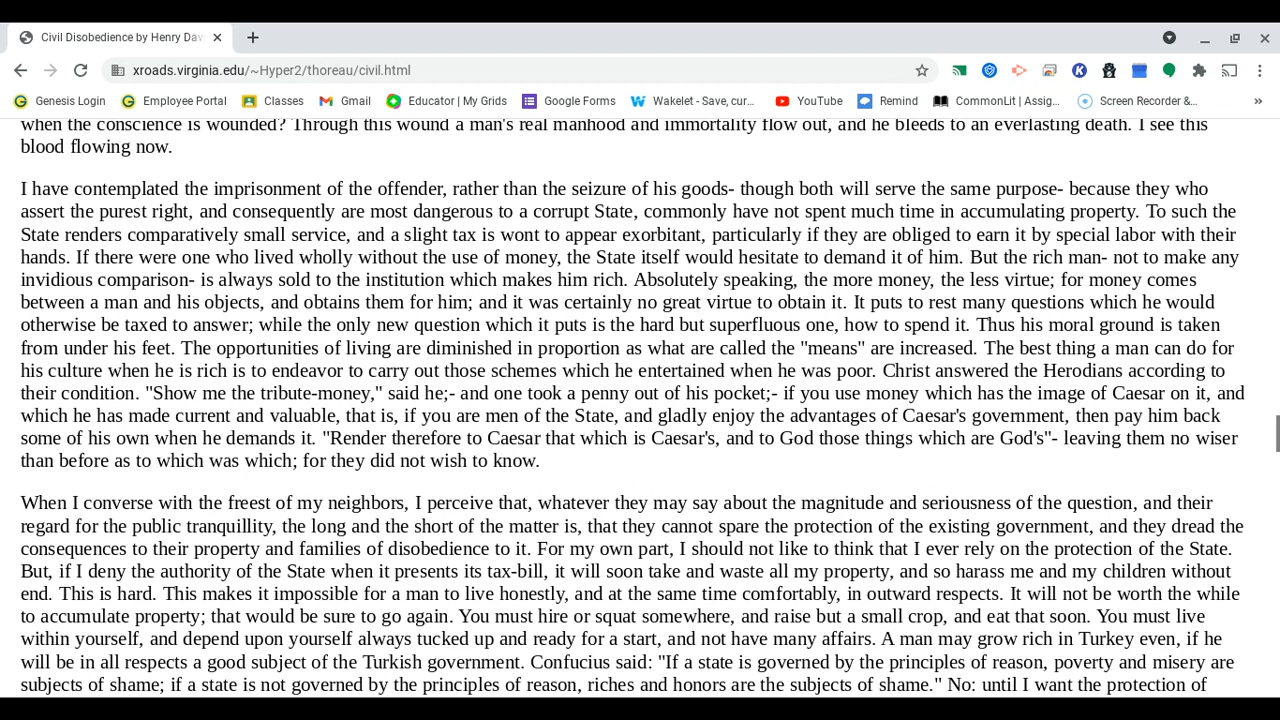 Civil Disobedience by Henry Dav
xroads.virginia.edu/~Hyper2/thoreau/civil.html
Genesis Login Employee Portal Classes Gmail Educator | My Grids Google Forms Wakelet - Save, cur... YouTube Remind CommonLit | Assig... Screen Recorder &... »
when the conscience is wounded? Through this wound a man's real manhood and immortality flow out, and he bleeds to an everlasting death. I see this
blood flowing now.
I have contemplated the imprisonment of the offender, rather than the seizure of his goods- though both will serve the same purpose- because they who
assert the purest right, and consequently are most dangerous to a corrupt State, commonly have not spent much time in accumulating property. To such the
State renders comparatively small service, and a slight tax is wont to appear exorbitant, particularly if they are obliged to earn it by special labor with their
hands. If there were one who lived wholly without the use of money, the State itself would hesitate to demand it of him. But the rich man- not to make any
invidious comparison- is always sold to the institution which makes him rich. Absolutely speaking, the more money, the less virtue; for money comes
between a man and his objects, and obtains them for him; and it was certainly no great virtue to obtain it. It puts to rest many questions which he would
otherwise be taxed to answer; while the only new question which it puts is the hard but superfluous one, how to spend it. Thus his moral ground is taken
from under his feet. The opportunities of living are diminished in proportion as what are called the "means" are increased. The best thing a man can do for
his culture when he is rich is to endeavor to carry out those schemes which he entertained when he was poor. Christ answered the Herodians according to
their condition. "Show me the tribute-money," said he;- and one took a penny out of his pocket;- if you use money which has the image of Caesar on it, and
which he has made current and valuable, that is, if you are men of the State, and gladly enjoy the advantages of Caesar's government, then pay him back
some of his own when he demands it. "Render therefore to Caesar that which is Caesar's, and to God those things which are God's"- leaving them no wiser
than before as to which was which; for they did not wish to know.
When I converse with the freest of my neighbors, I perceive that, whatever they may say about the magnitude and seriousness of the question, and their
regard for the public tranquillity, the long and the short of the matter is, that they cannot spare the protection of the existing government, and they dread the
consequences to their property and families of disobedience to it. For my own part, I should not like to think that I ever rely on the protection of the State.
But, if I deny the authority of the State when it presents its tax-bill, it will soon take and waste all my property, and so harass me and my children without
end. This is hard. This makes it impossible for a man to live honestly, and at the same time comfortably, in outward respects. It will not be worth the while
to accumulate property; that would be sure to go again. You must hire or squat somewhere, and raise but a small crop, and eat that soon. You must live
within yourself, and depend upon yourself always tucked up and ready for a start, and not have many affairs. A man may grow rich in Turkey even, if he
will be in all respects a good subject of the Turkish government. Confucius said: "If a state is governed by the principles of reason, poverty and misery are
subjects of shame; if a state is not governed by the principles of reason, riches and honors are the subjects of shame." No: until I want the protection of